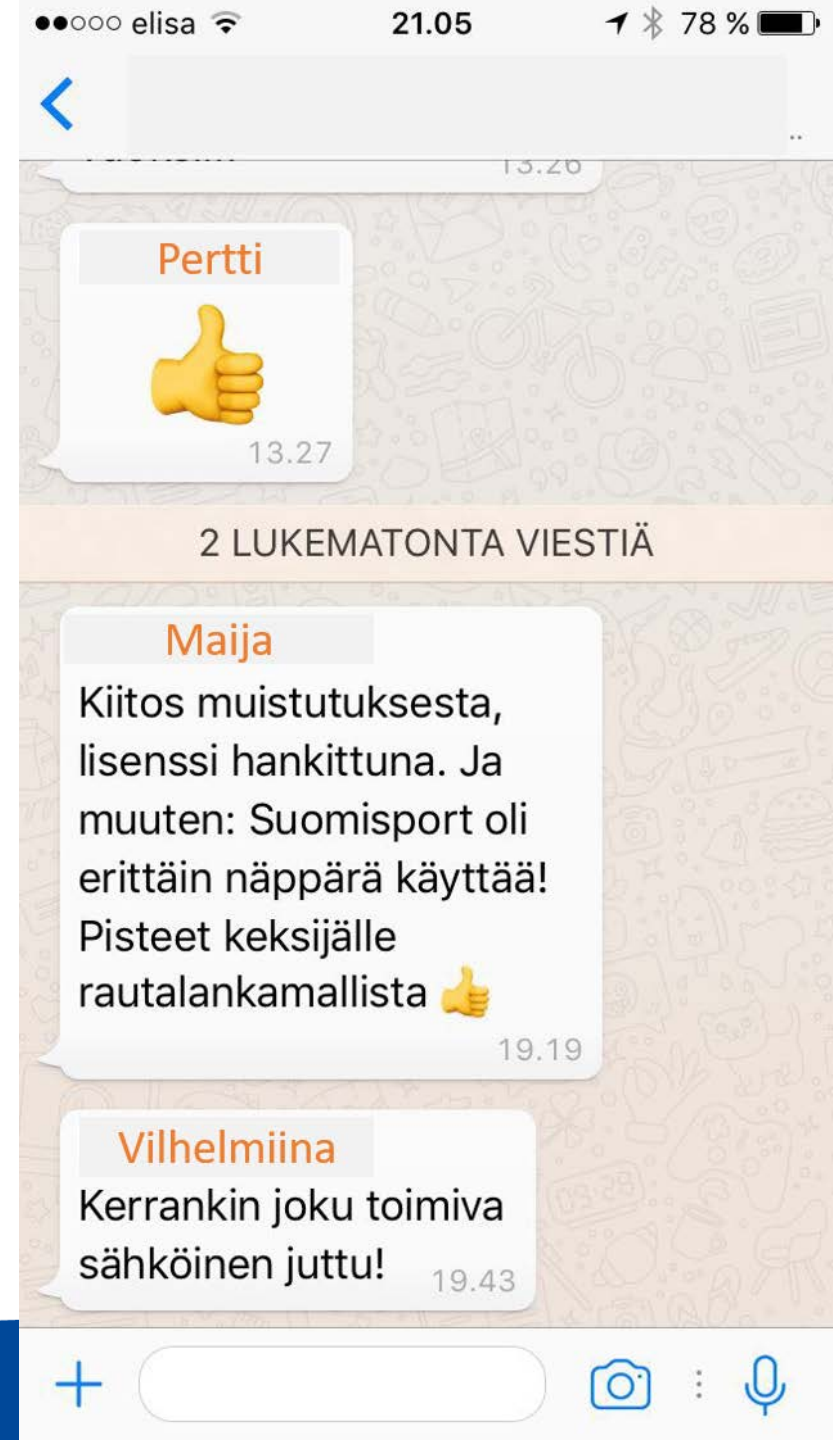 elisa 21.05 78 %
13.26
Pertti
13.27
2 LUKEMATONTA VIESTIÄ
Maija
Kiitos muistutuksesta,
lisenssi hankittuna. Ja
muuten: Suomisport oli
erittäin näppärä käyttää!
Pisteet keksijälle
rautalankamallista 👍
19.19
Vilhelmiina
Kerrankin joku toimiva
sähköinen juttu! 19.43